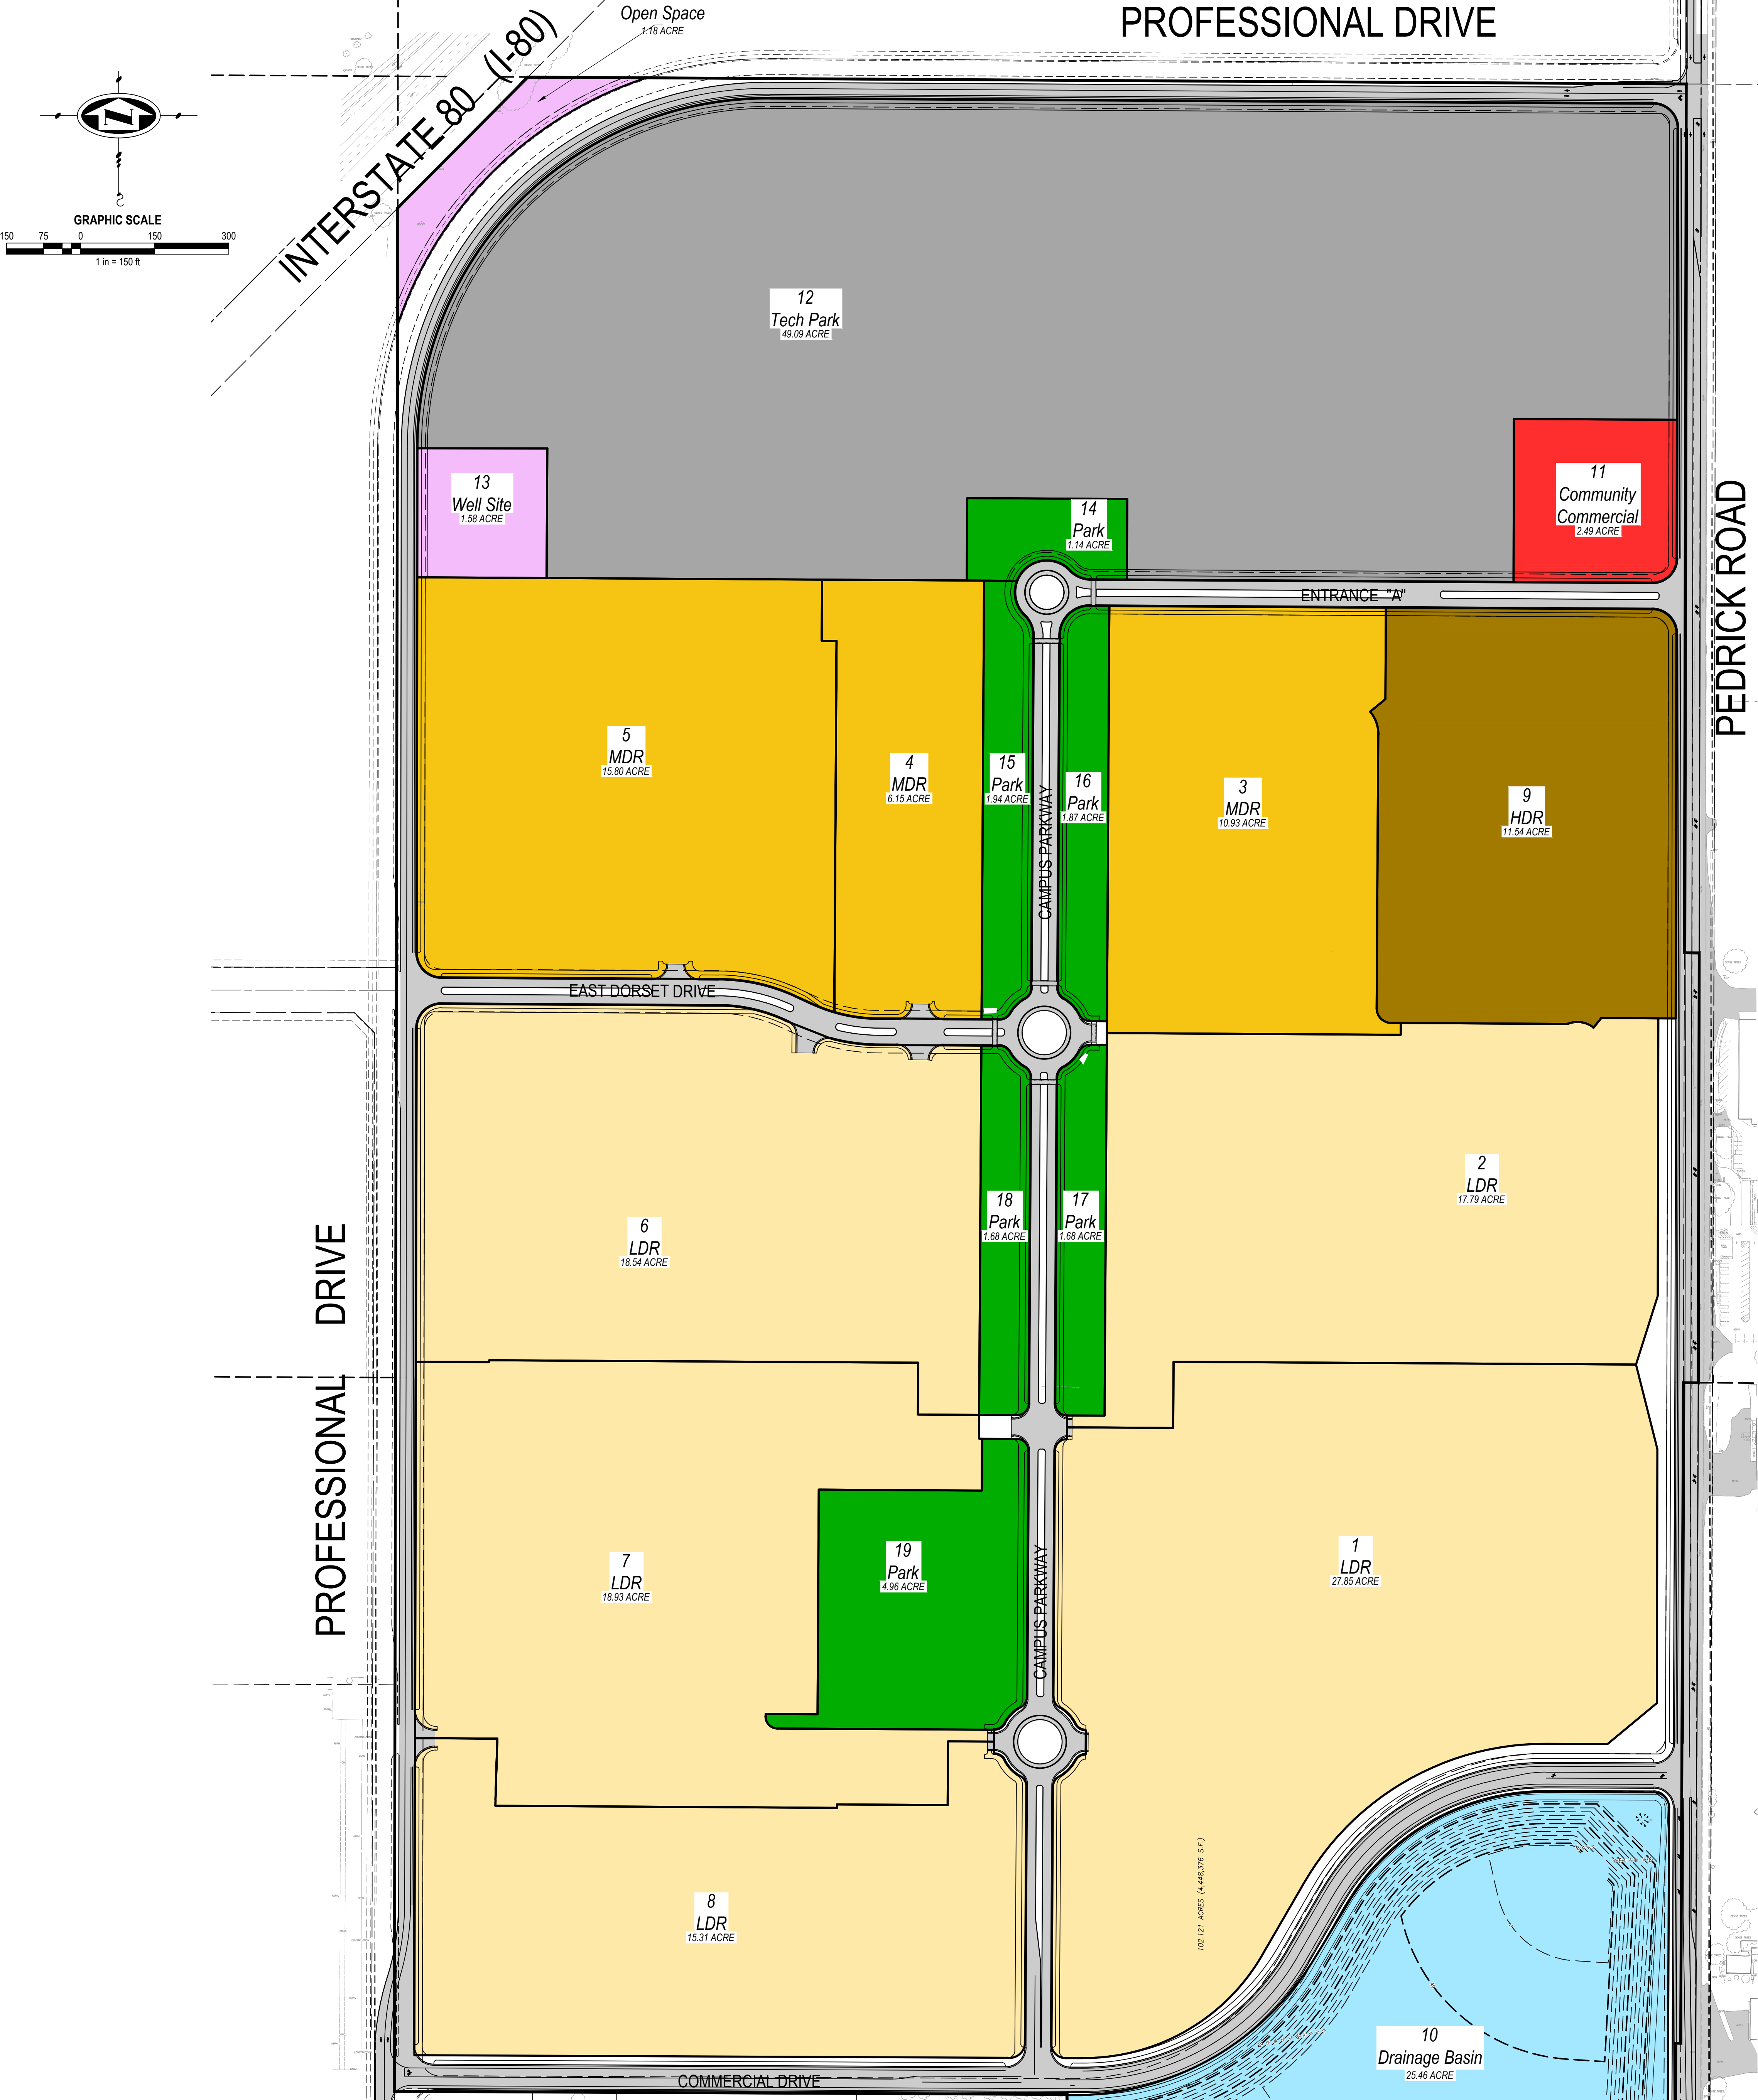 PROFESSIONAL DRIVE
Open Space
1.18 ACRE
INTERSTATE 80 (I-80)
N
S
GRAPHIC SCALE
150 75 0 150 300
1 in = 150 ft
12
Tech Park
49.09 ACRE
13
Well Site
1.58 ACRE
14
Park
1.14 ACRE
11
Community
Commercial
2.49 ACRE
ENTRANCE "A"
PEDRICK ROAD
5
MDR
15.80 ACRE
4
MDR
6.15 ACRE
15
Park
1.94 ACRE
CAMPUS PARKWAY
16
Park
1.87 ACRE
3
MDR
10.93 ACRE
9
HDR
11.54 ACRE
EAST DORSET DRIVE
6
LDR
18.54 ACRE
18
Park
1.68 ACRE
17
Park
1.68 ACRE
2
LDR
17.79 ACRE
PROFESSIONAL DRIVE
7
LDR
18.93 ACRE
19
Park
4.96 ACRE
CAMPUS PARKWAY
1
LDR
27.85 ACRE
8
LDR
15.31 ACRE
102.121 ACRES (4,448,376 S.F.)
10
Drainage Basin
25.46 ACRE
COMMERCIAL DRIVE